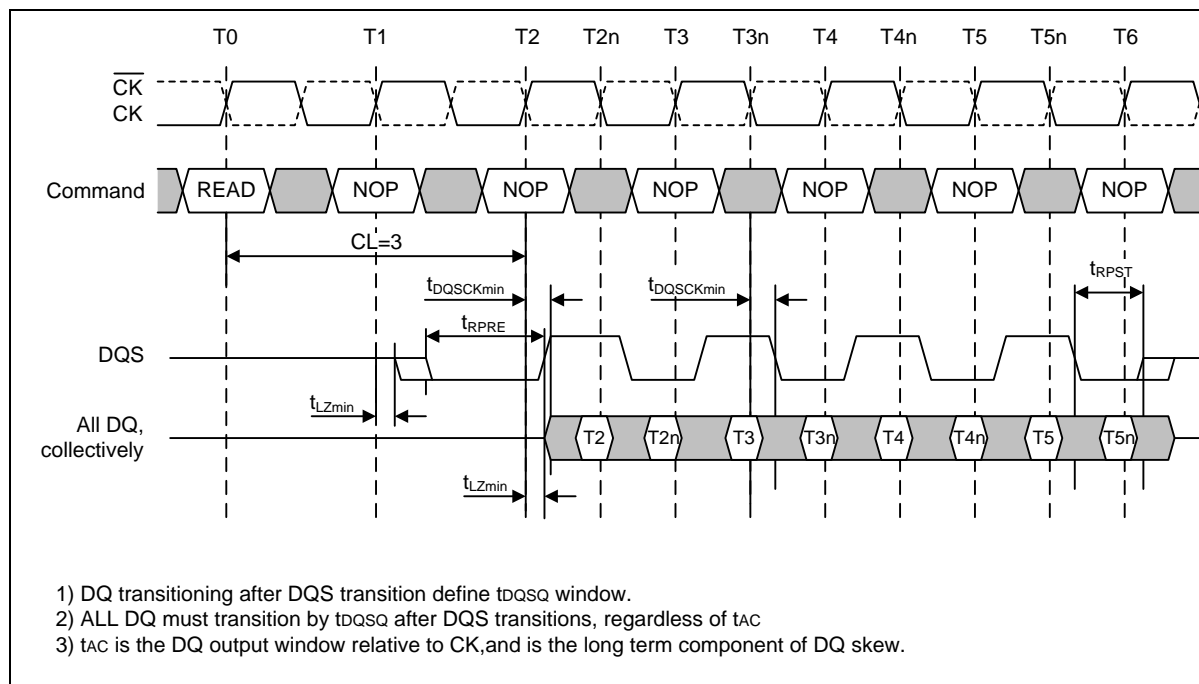 T0 T1 T2 T2n T3 T3n T4 T4n T5 T5n T6
CK
CK
Command READ NOP NOP NOP NOP NOP NOP
CL=3
tDQSCKmin tDQSCKmin tRPST
tRPRE
DQS
tLZmin
All DQ,
collectively
T2 T2n T3 T3n T4 T4n T5 T5n
tLZmin
1) DQ transitioning after DQS transition define tDQSQ window.
2) ALL DQ must transition by tDQSQ after DQS transitions, regardless of tAC
3) tAC is the DQ output window relative to CK,and is the long term component of DQ skew.